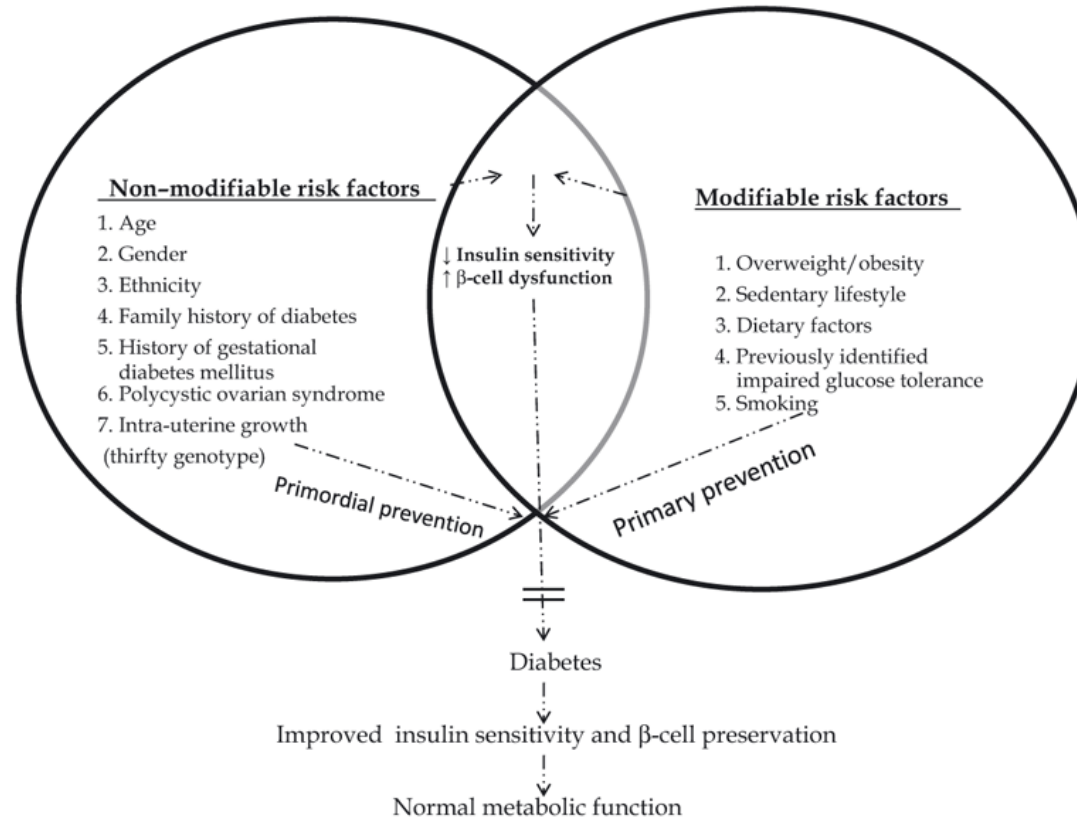 Non-modifiable risk factors
1. Age
2. Gender
3. Ethnicity
4. Family history of diabetes
5. History of gestational
diabetes mellitus
6. Polycystic ovarian syndrome
7. Intra-uterine growth
(thirfty genotype)
Primordial prevention
↓ Insulin sensitivity
↑ β-cell dysfunction
Modifiable risk factors
1. Overweight/obesity
2. Sedentary lifestyle
3. Dietary factors
4. Previously identified
impaired glucose tolerance
5. Smoking
Primary prevention
Diabetes
Improved insulin sensitivity and β-cell preservation
Normal metabolic function